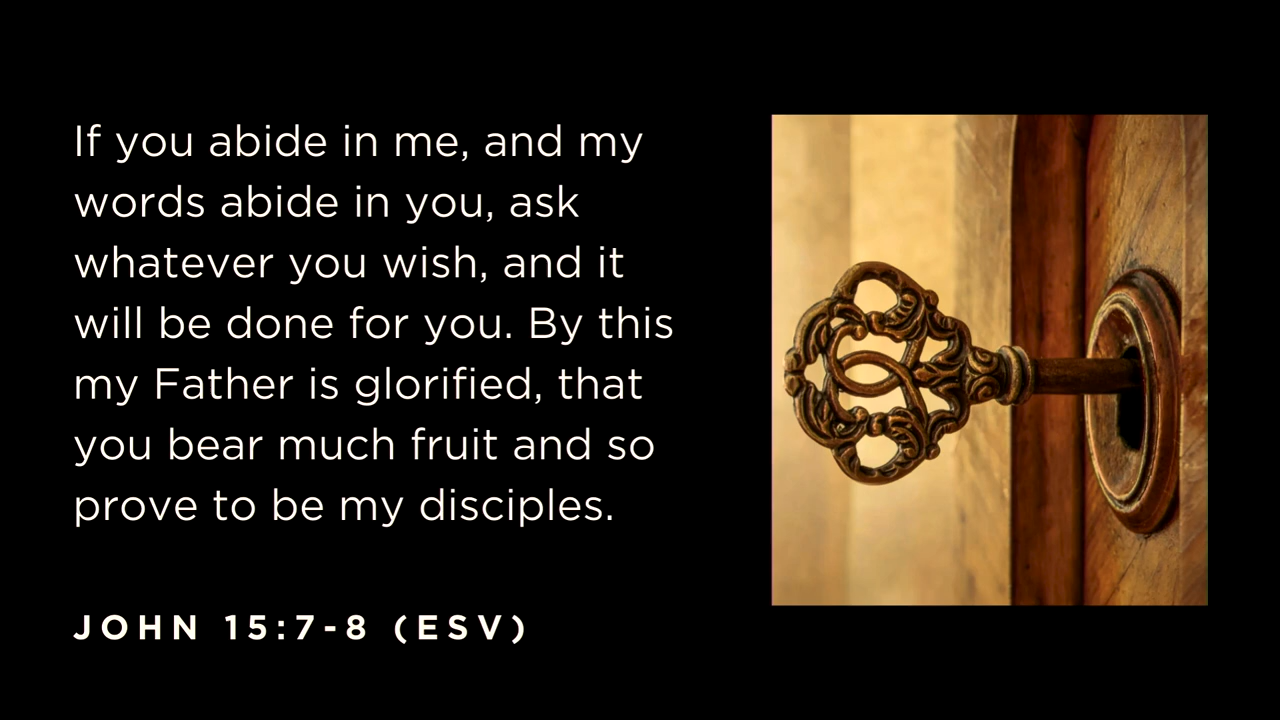 If you abide in me, and my
words abide in you, ask
whatever you wish, and it
will be done for you. By this
my Father is glorified, that
you bear much fruit and so
prove to be my disciples.
JOHN 15:7-8 (ESV)